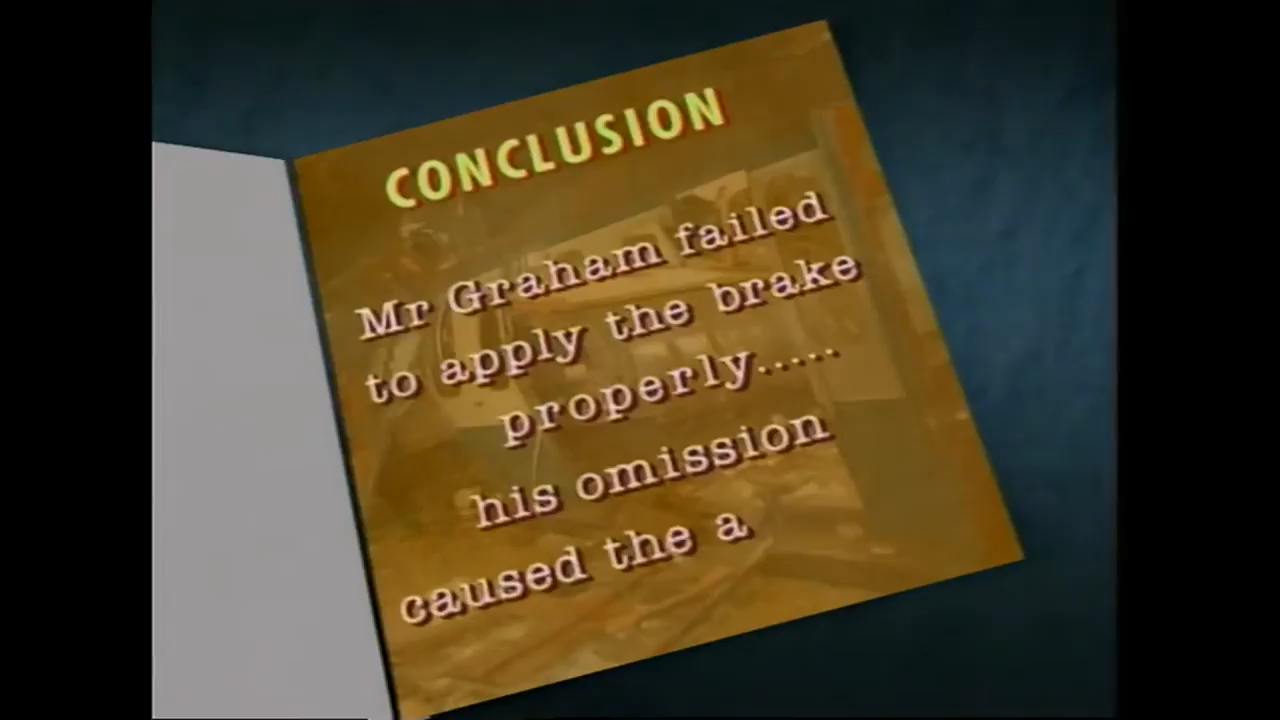 CONCLUSION
Mr Graham failed
to apply the brake
properly.....
his omission
caused the a